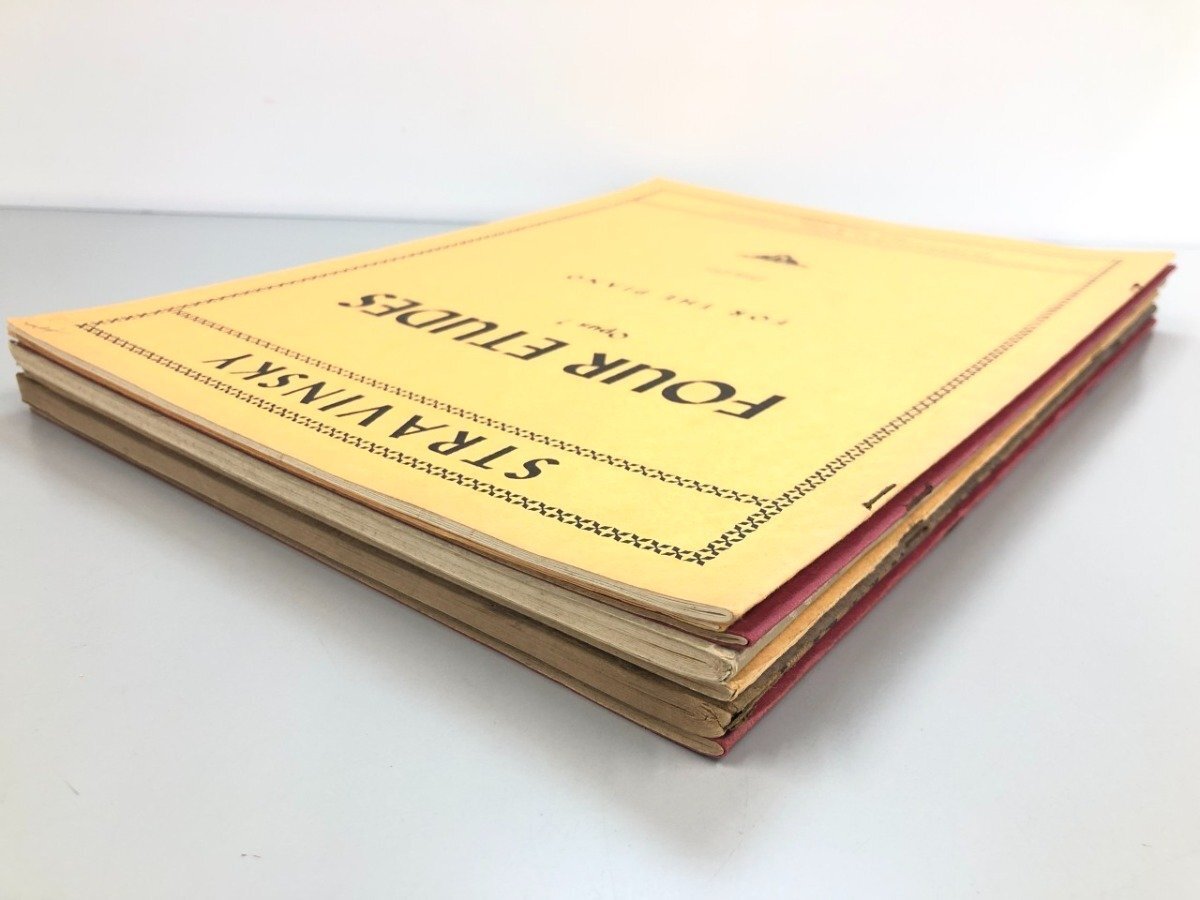 STRAVINSKY
FOUR ETUDES
Opus 7
FOR THE PIANO